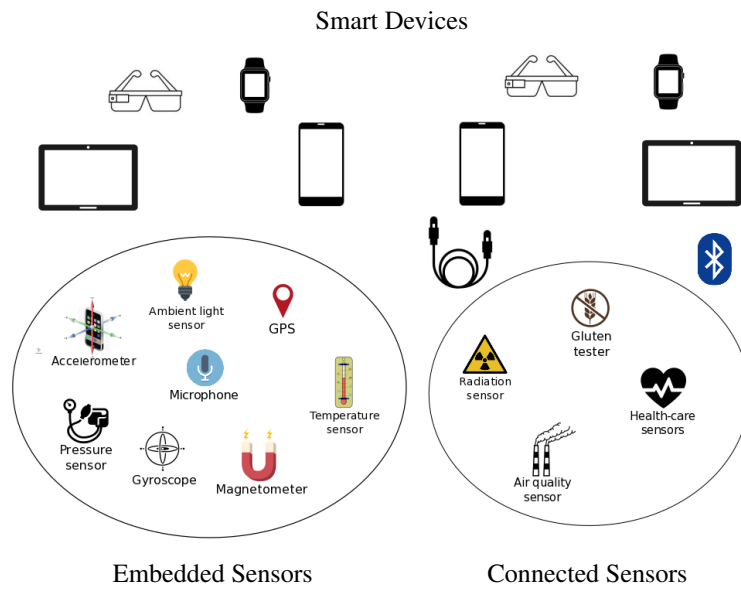 Smart Devices
Ambient light
sensor
GPS
Accelerometer
Microphone
Temperature
sensor
Pressure
sensor
Gyroscope
Magnetometer
Gluten
tester
Radiation
sensor
Health-care
sensors
Air quality
sensor
Embedded Sensors
Connected Sensors